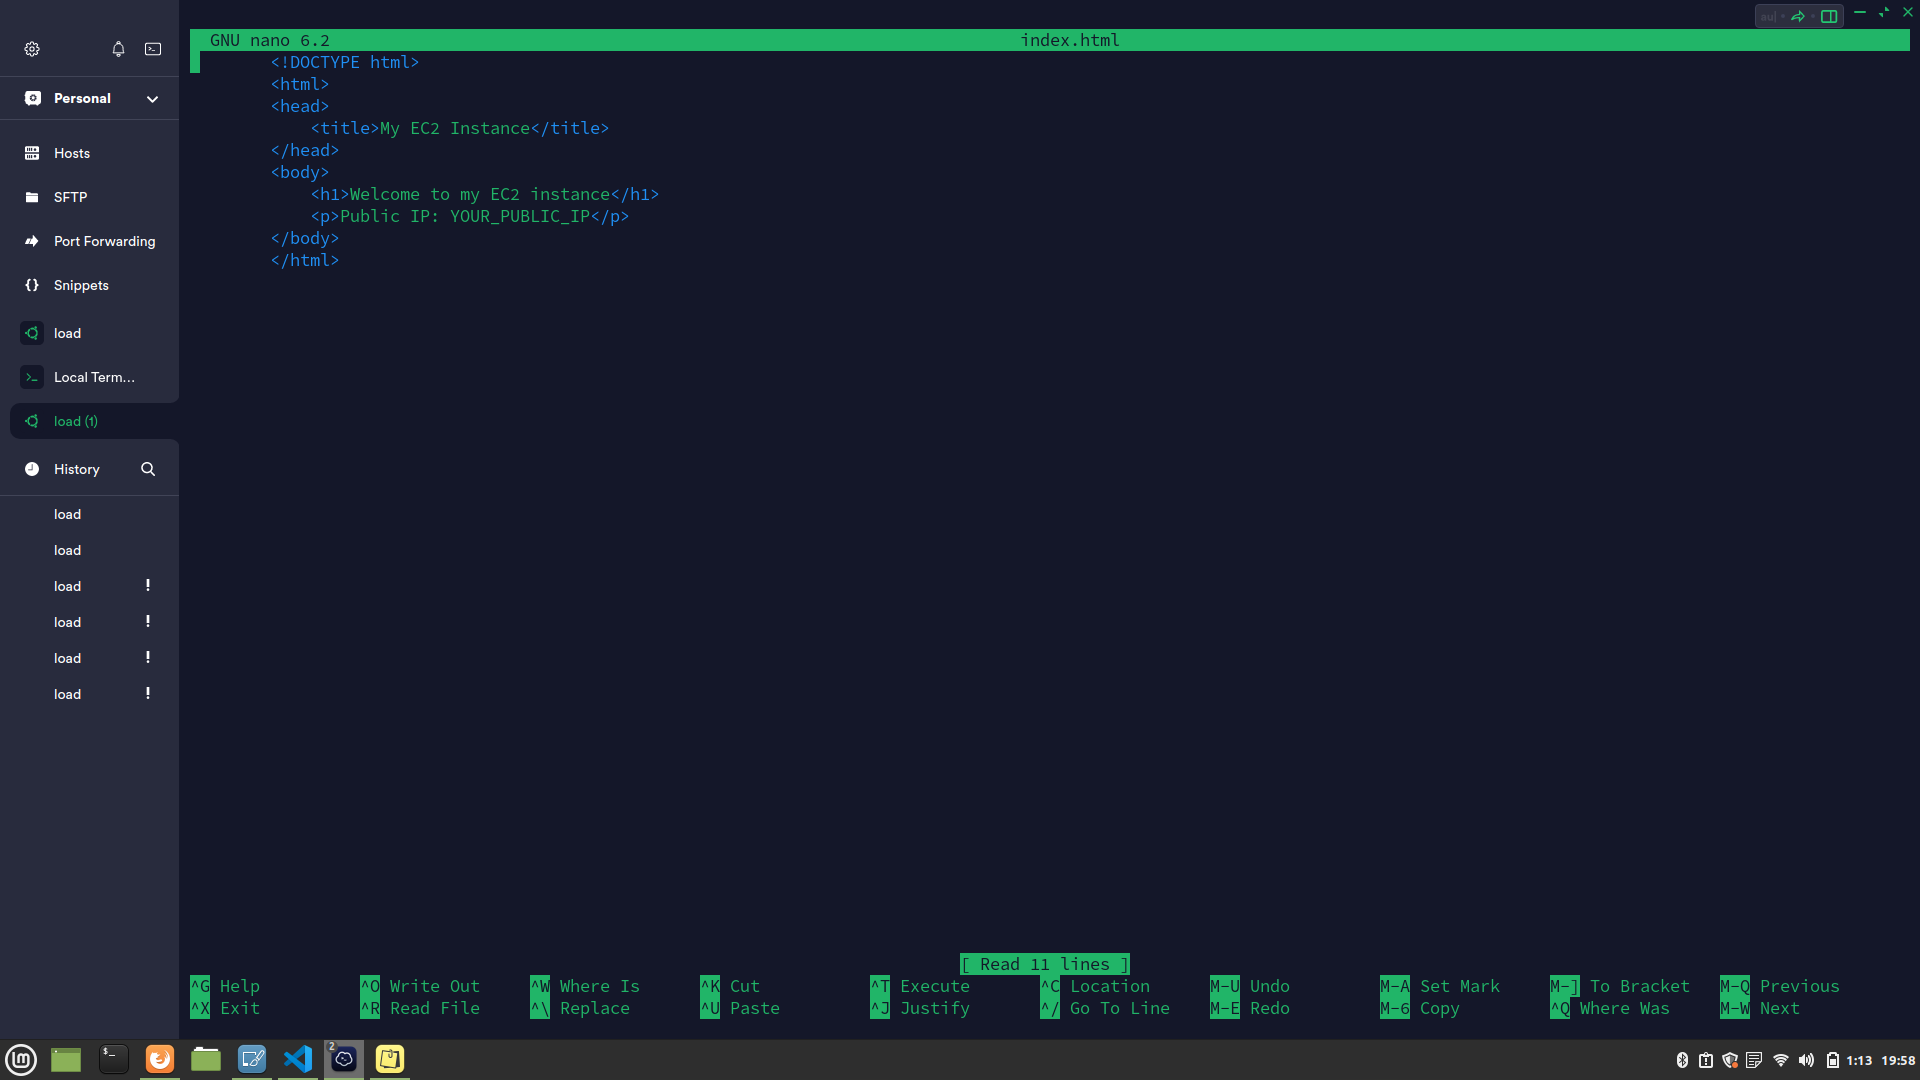 au
GNU nano 6.2 index.html
<!DOCTYPE html>
<html>
<head>
<title>My EC2 Instance</title>
</head>
<body>
<h1>Welcome to my EC2 instance</h1>
<p>Public IP: YOUR_PUBLIC_IP</p>
</body>
</html>
Personal
Hosts
SFTP
Port Forwarding
Snippets
load
Local Term...
load (1)
History
load
load
load !
load !
load !
load !
[ Read 11 lines ]
^G Help ^O Write Out ^W Where Is ^K Cut ^T Execute ^C Location M-U Undo M-A Set Mark M-] To Bracket M-Q Previous
^X Exit ^R Read File ^\ Replace ^U Paste ^J Justify ^/ Go To Line M-E Redo M-6 Copy ^Q Where Was M-W Next
2
1:13 19:58